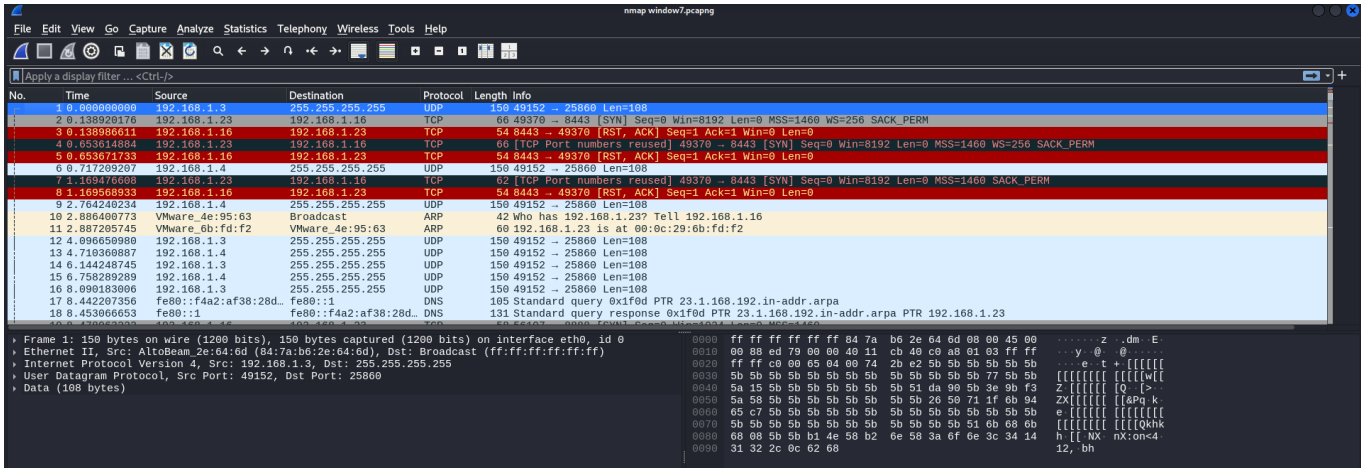 nmap window7.pcapng
File Edit View Go Capture Analyze Statistics Telephony Wireless Tools Help
Apply a display filter ... <Ctrl-/>
No. Time Source Destination Protocol Length Info
1 0.000000000 192.168.1.3 255.255.255.255 UDP 150 49152 → 25860 Len=108
2 0.138920176 192.168.1.23 192.168.1.16 TCP 66 49370 → 8443 [SYN] Seq=0 Win=8192 Len=0 MSS=1460 WS=256 SACK_PERM
3 0.138986611 192.168.1.16 192.168.1.23 TCP 54 8443 → 49370 [RST, ACK] Seq=1 Ack=1 Win=0 Len=0
4 0.653614884 192.168.1.23 192.168.1.16 TCP 66 [TCP Port numbers reused] 49370 → 8443 [SYN] Seq=0 Win=8192 Len=0 MSS=1460 WS=256 SACK_PERM
5 0.653671733 192.168.1.16 192.168.1.23 TCP 54 8443 → 49370 [RST, ACK] Seq=1 Ack=1 Win=0 Len=0
6 0.717209207 192.168.1.4 255.255.255.255 UDP 150 49152 → 25860 Len=108
7 1.169476608 192.168.1.23 192.168.1.16 TCP 62 [TCP Port numbers reused] 49370 → 8443 [SYN] Seq=0 Win=8192 Len=0 MSS=1460 SACK_PERM
8 1.169568933 192.168.1.16 192.168.1.23 TCP 54 8443 → 49370 [RST, ACK] Seq=1 Ack=1 Win=0 Len=0
9 2.764240234 192.168.1.4 255.255.255.255 UDP 150 49152 → 25860 Len=108
10 2.886400773 VMware_4e:95:63 Broadcast ARP 42 Who has 192.168.1.23? Tell 192.168.1.16
11 2.887205745 VMware_6b:fd:f2 VMware_4e:95:63 ARP 60 192.168.1.23 is at 00:0c:29:6b:fd:f2
12 4.096650980 192.168.1.3 255.255.255.255 UDP 150 49152 → 25860 Len=108
13 4.710360887 192.168.1.4 255.255.255.255 UDP 150 49152 → 25860 Len=108
14 6.144248745 192.168.1.3 255.255.255.255 UDP 150 49152 → 25860 Len=108
15 6.758289289 192.168.1.4 255.255.255.255 UDP 150 49152 → 25860 Len=108
16 8.090183006 192.168.1.3 255.255.255.255 UDP 150 49152 → 25860 Len=108
17 8.442207356 fe80::f4a2:af38:28d… fe80::1 DNS 105 Standard query 0x1f0d PTR 23.1.168.192.in-addr.arpa
18 8.453066653 fe80::1 fe80::f4a2:af38:28d… DNS 131 Standard query response 0x1f0d PTR 23.1.168.192.in-addr.arpa PTR 192.168.1.23
Frame 1: 150 bytes on wire (1200 bits), 150 bytes captured (1200 bits) on interface eth0, id 0
Ethernet II, Src: AltoBeam_2e:64:6d (84:7a:b6:2e:64:6d), Dst: Broadcast (ff:ff:ff:ff:ff:ff)
Internet Protocol Version 4, Src: 192.168.1.3, Dst: 255.255.255.255
User Datagram Protocol, Src Port: 49152, Dst Port: 25860
Data (108 bytes)
0000 ff ff ff ff ff ff 84 7a b6 2e 64 6d 08 00 45 00 ·······z ·.dm··E·
0010 00 88 ed 79 00 00 40 11 cb 40 c0 a8 01 03 ff ff ···y··@· ·@······
0020 ff ff c0 00 65 04 00 74 2b e2 5b 5b 5b 5b 5b 5b ····e··t +·[[[[[[
0030 5b 5b 5b 5b 5b 5b 5b 5b 5b 5b 5b 5b 5b 77 5b 5b [[[[[[[[ [[[[[w[[
0040 5a 15 5b 5b 5b 5b 5b 5b 5b 51 da 90 5b 3e 9b f3 Z·[[[[[[ [Q··[>··
0050 5a 58 5b 5b 5b 5b 5b 5b 5b 5b 26 50 71 1f 6b 94 ZX[[[[[[ [[&Pq·k·
0060 65 c7 5b 5b 5b 5b 5b 5b 5b 5b 5b 5b 5b 5b 5b 5b e·[[[[[[ [[[[[[[[
0070 5b 5b 5b 5b 5b 5b 5b 5b 5b 5b 5b 5b 51 6b 68 6b [[[[[[[[ [[[[Qkhk
0080 68 08 5b 5b b1 4e 58 b2 6e 58 3a 6f 6e 3c 34 14 h·[[·NX· nX:on<4·
0090 31 32 2c 0c 62 68 12,·bh